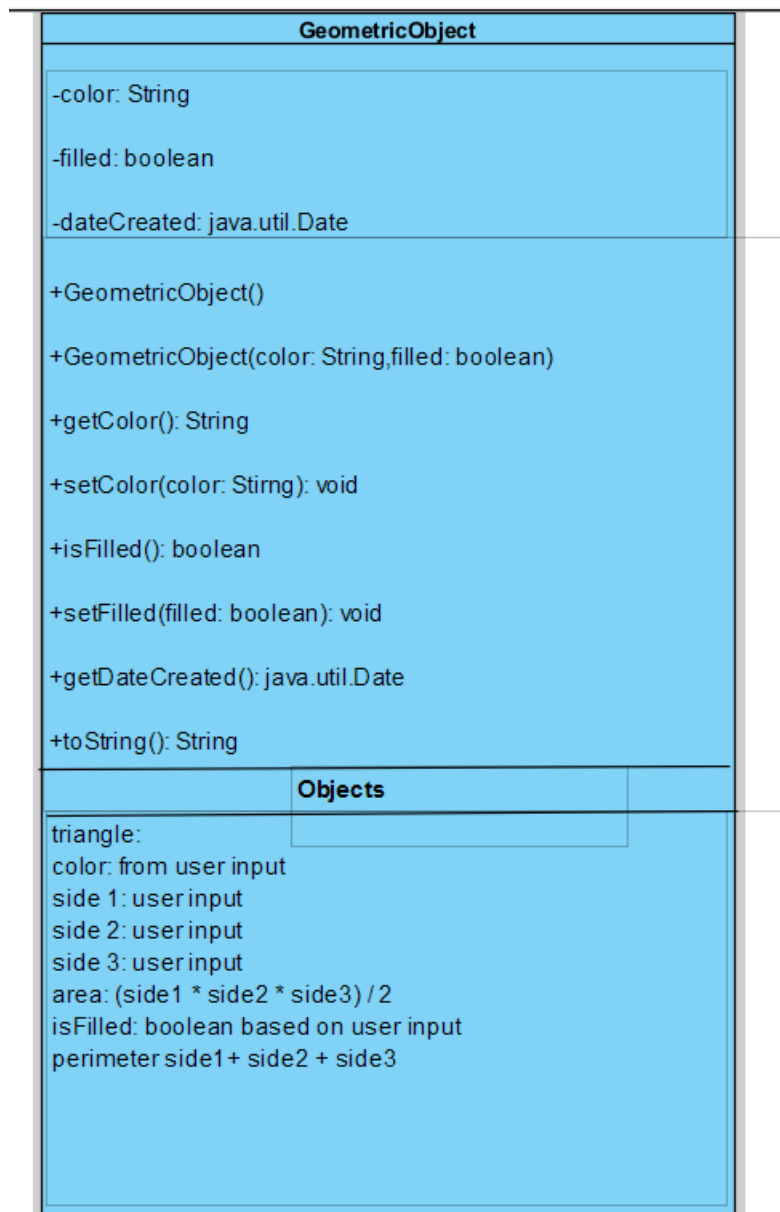 GeometricObject
-color: String
-filled: boolean
-dateCreated: java.util.Date
+GeometricObject()
+GeometricObject(color: String,filled: boolean)
+getColor(): String
+setColor(color: Stirng): void
+isFilled(): boolean
+setFilled(filled: boolean): void
+getDateCreated(): java.util.Date
+toString(): String
Objects
triangle:
color: from user input
side 1: user input
side 2: user input
side 3: user input
area: (side1 * side2 * side3) / 2
isFilled: boolean based on user input
perimeter side1+ side2 + side3